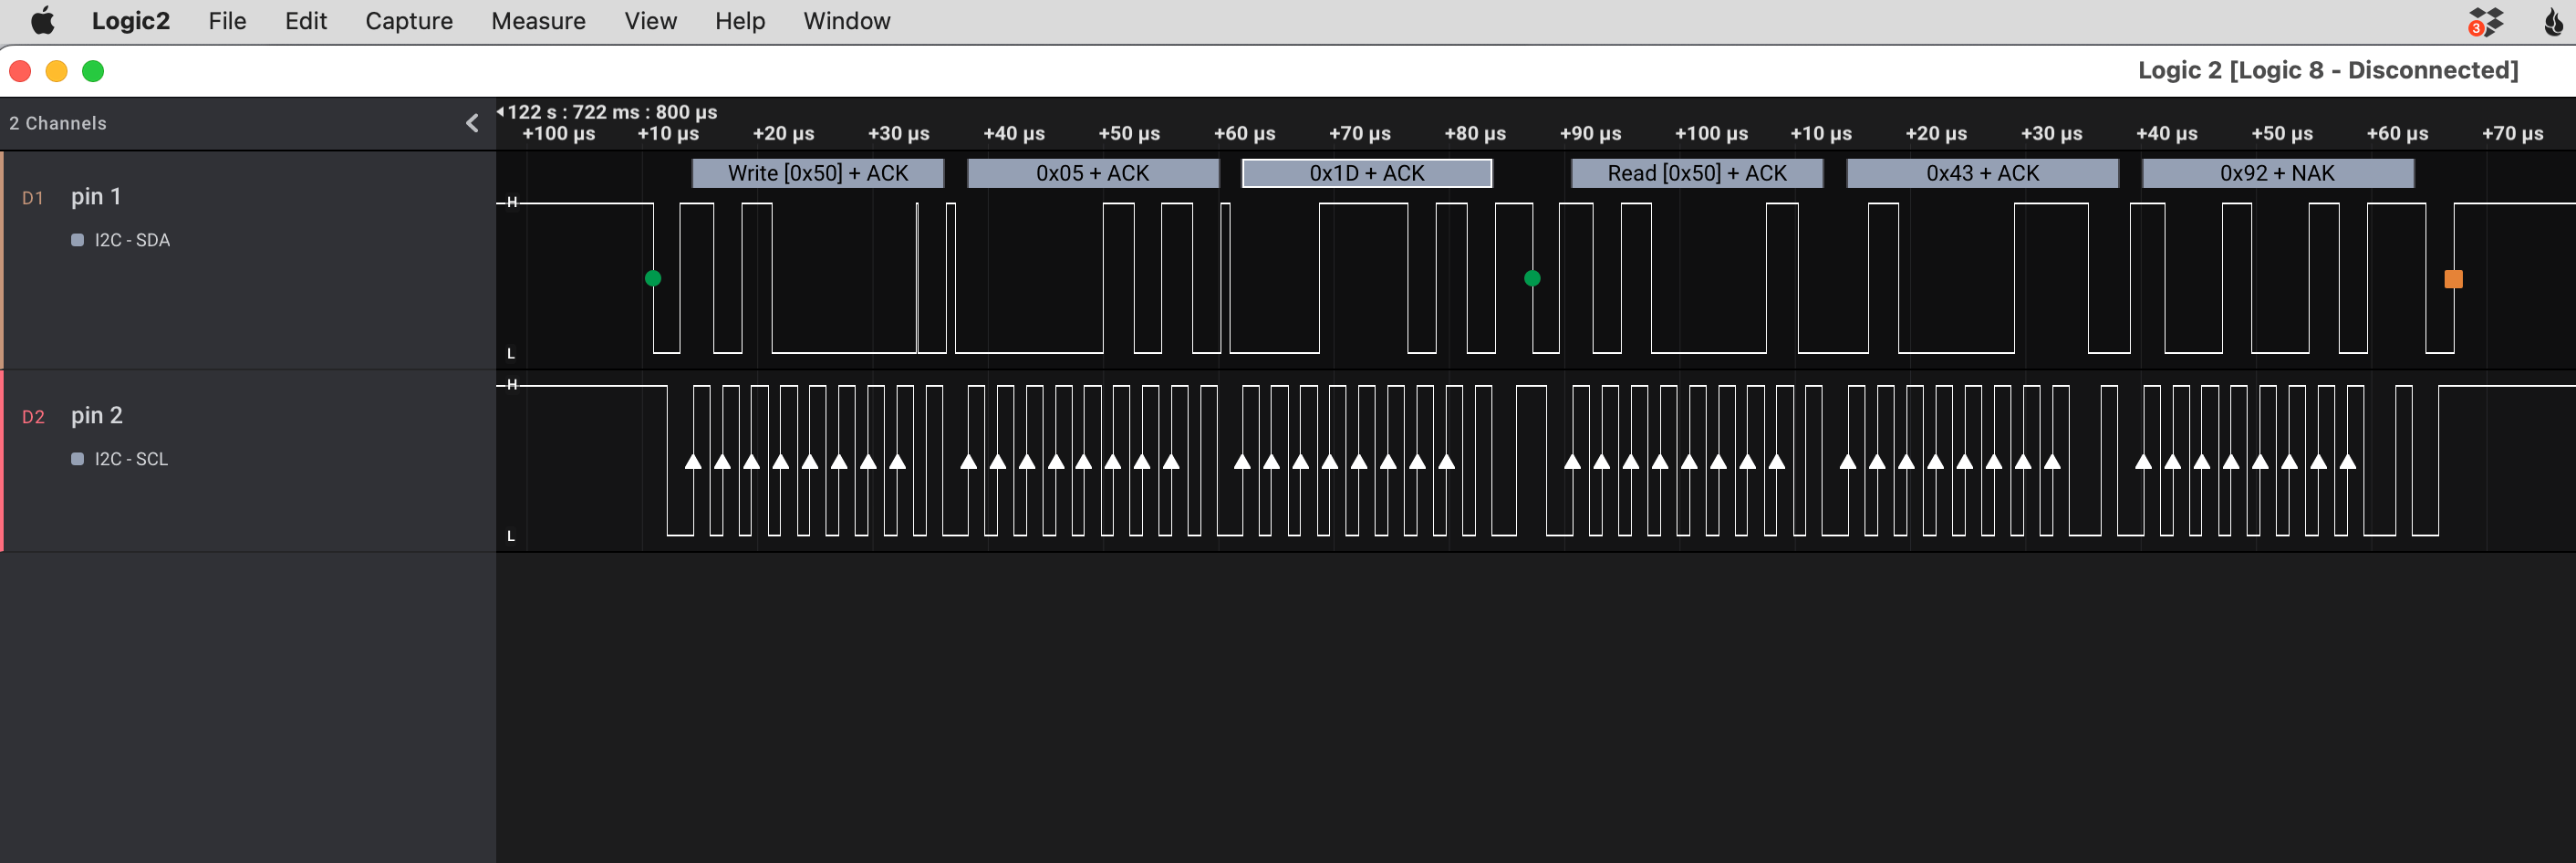 Logic2 File Edit Capture Measure View Help Window
3
Logic 2 [Logic 8 - Disconnected]
2 Channels
122 s : 722 ms : 800 µs
+100 µs +10 µs +20 µs +30 µs +40 µs +50 µs +60 µs +70 µs +80 µs +90 µs +100 µs +10 µs +20 µs +30 µs +40 µs +50 µs +60 µs +70 µs
Write [0x50] + ACK 0x05 + ACK 0x1D + ACK Read [0x50] + ACK 0x43 + ACK 0x92 + NAK
D1 pin 1
H
I2C - SDA
L
D2 pin 2
H
I2C - SCL
L